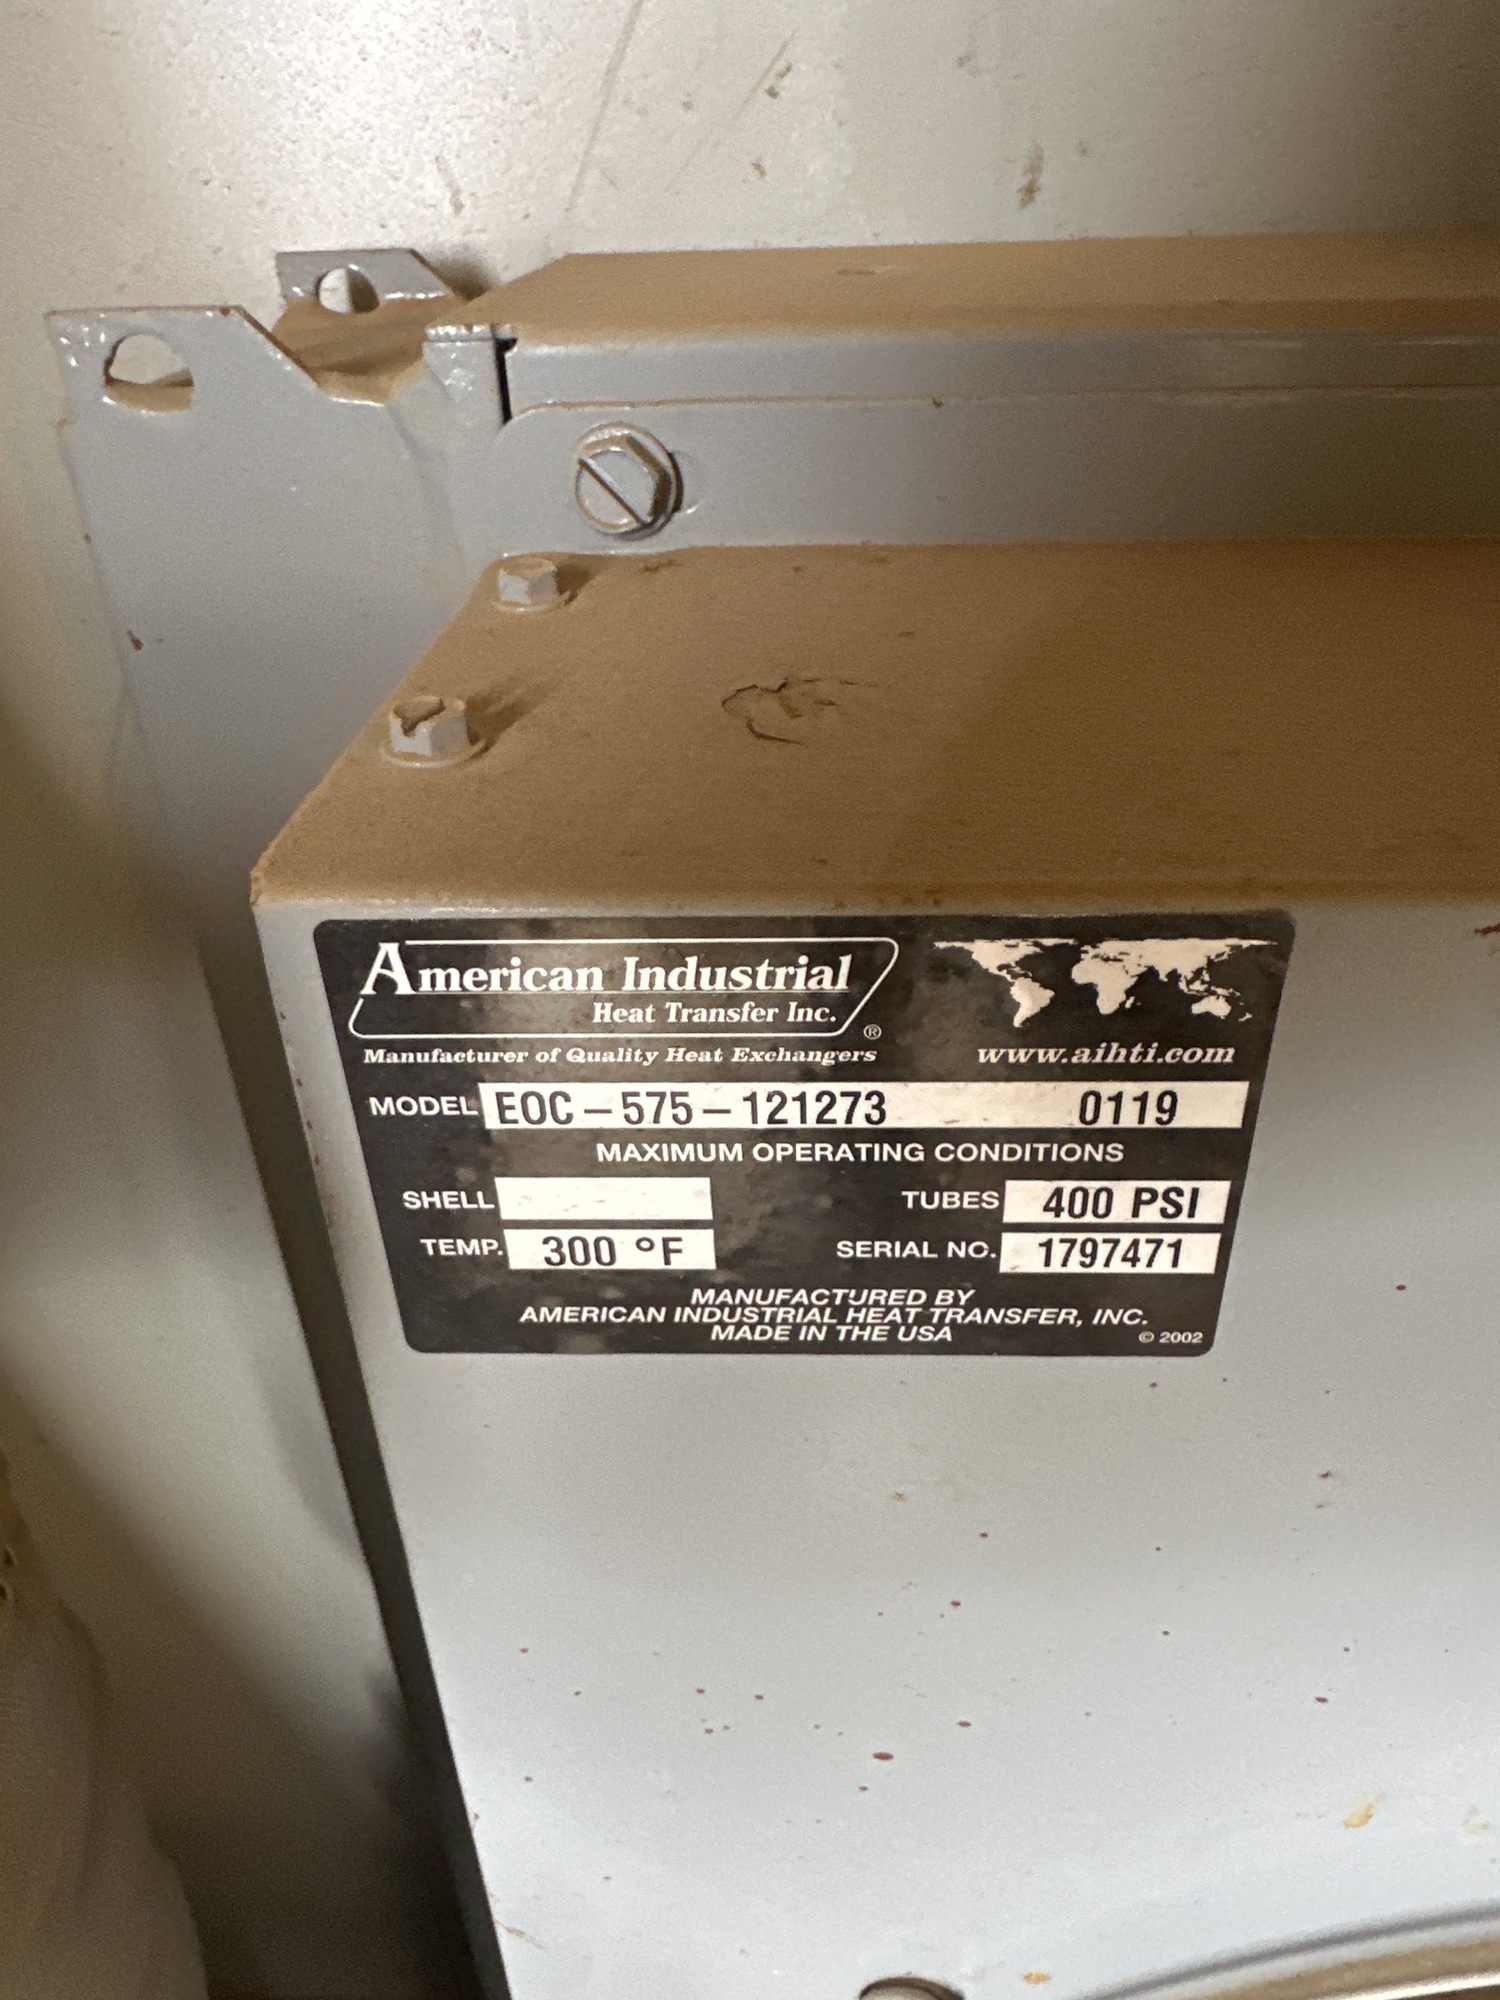 American Industrial
Heat Transfer Inc.
®
Manufacturer of Quality Heat Exchangers
www.aihti.com
MODEL EOC – 575 – 121273 0119
MAXIMUM OPERATING CONDITIONS
SHELL TUBES 400 PSI
TEMP. 300 °F SERIAL NO. 1797471
MANUFACTURED BY
AMERICAN INDUSTRIAL HEAT TRANSFER, INC.
MADE IN THE USA © 2002